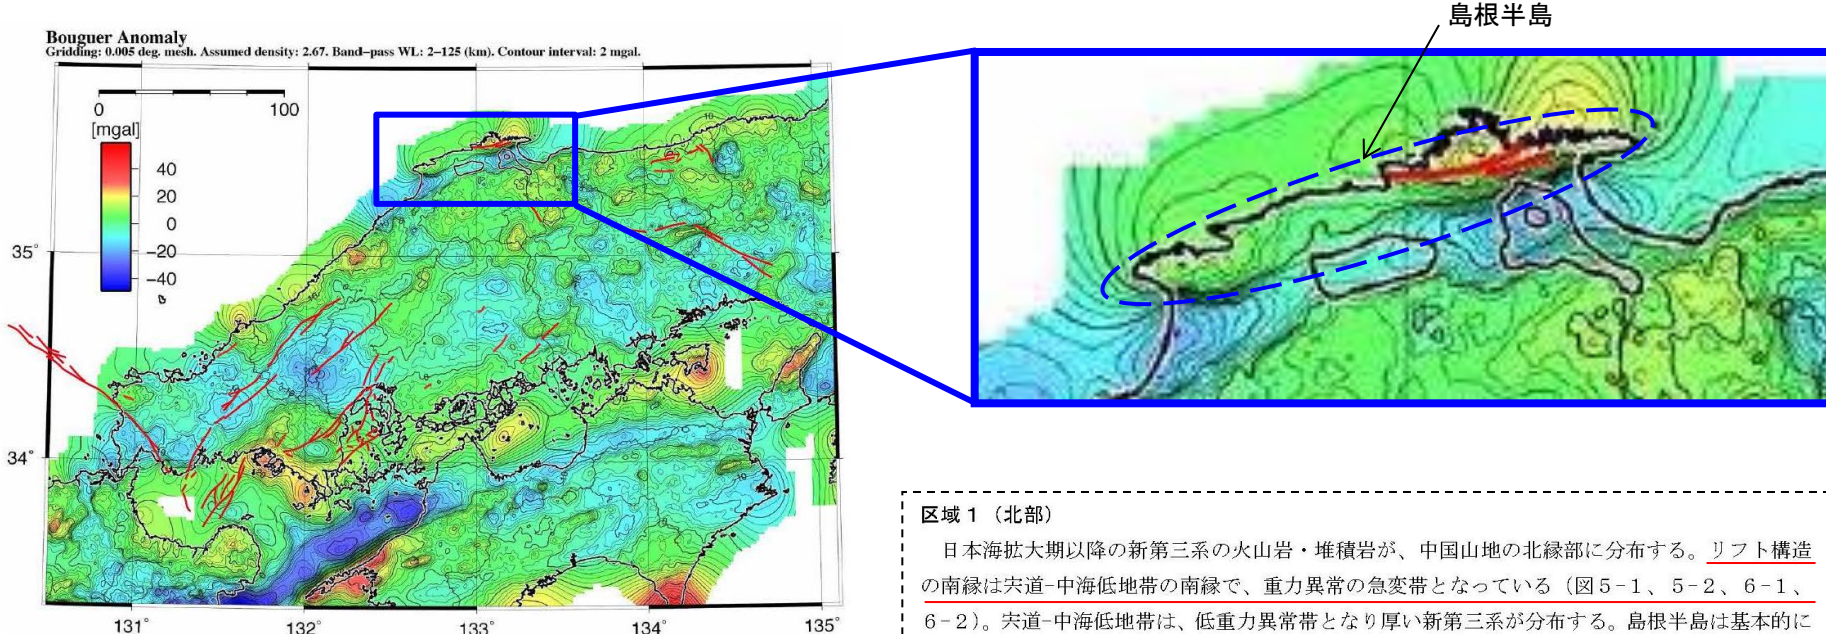 島根半島
Bouguer Anomaly
Gridding: 0.005 deg. mesh. Assumed density: 2.67. Band-pass WL: 2-125 (km). Contour interval: 2 mgal.
0 100
[mgal]
40
20
0
-20
-40
35°
34°
131° 132° 133° 134° 135°
区域1（北部）
日本海拡大期以降の新第三系の火山岩・堆積岩が、中国山地の北縁部に分布する。リフト構造
の南縁は宍道-中海低地帯の南縁で、重力異常の急変帯となっている（図5-1、5-2、6-1、
6-2）。宍道-中海低地帯は、低重力異常帯となり厚い新第三系が分布する。島根半島は基本的に